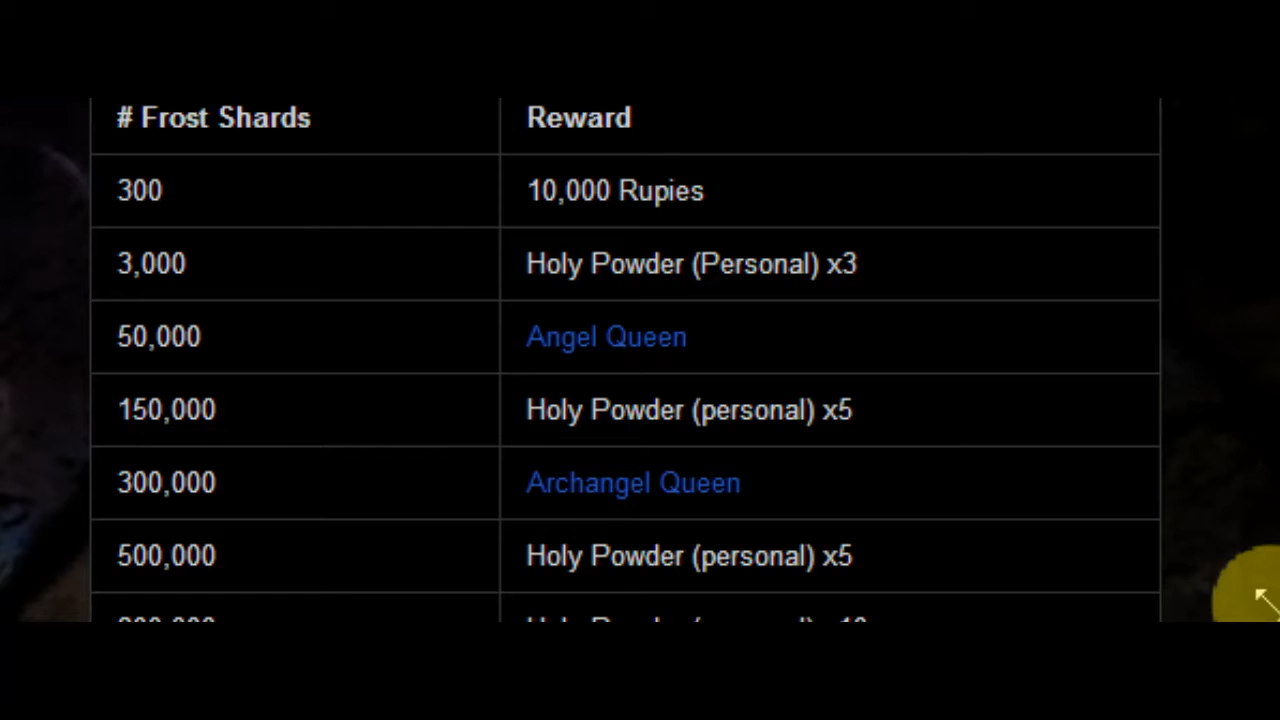 # Frost Shards Reward
300 10,000 Rupies
3,000 Holy Powder (Personal) x3
50,000 Angel Queen
150,000 Holy Powder (personal) x5
300,000 Archangel Queen
500,000 Holy Powder (personal) x5